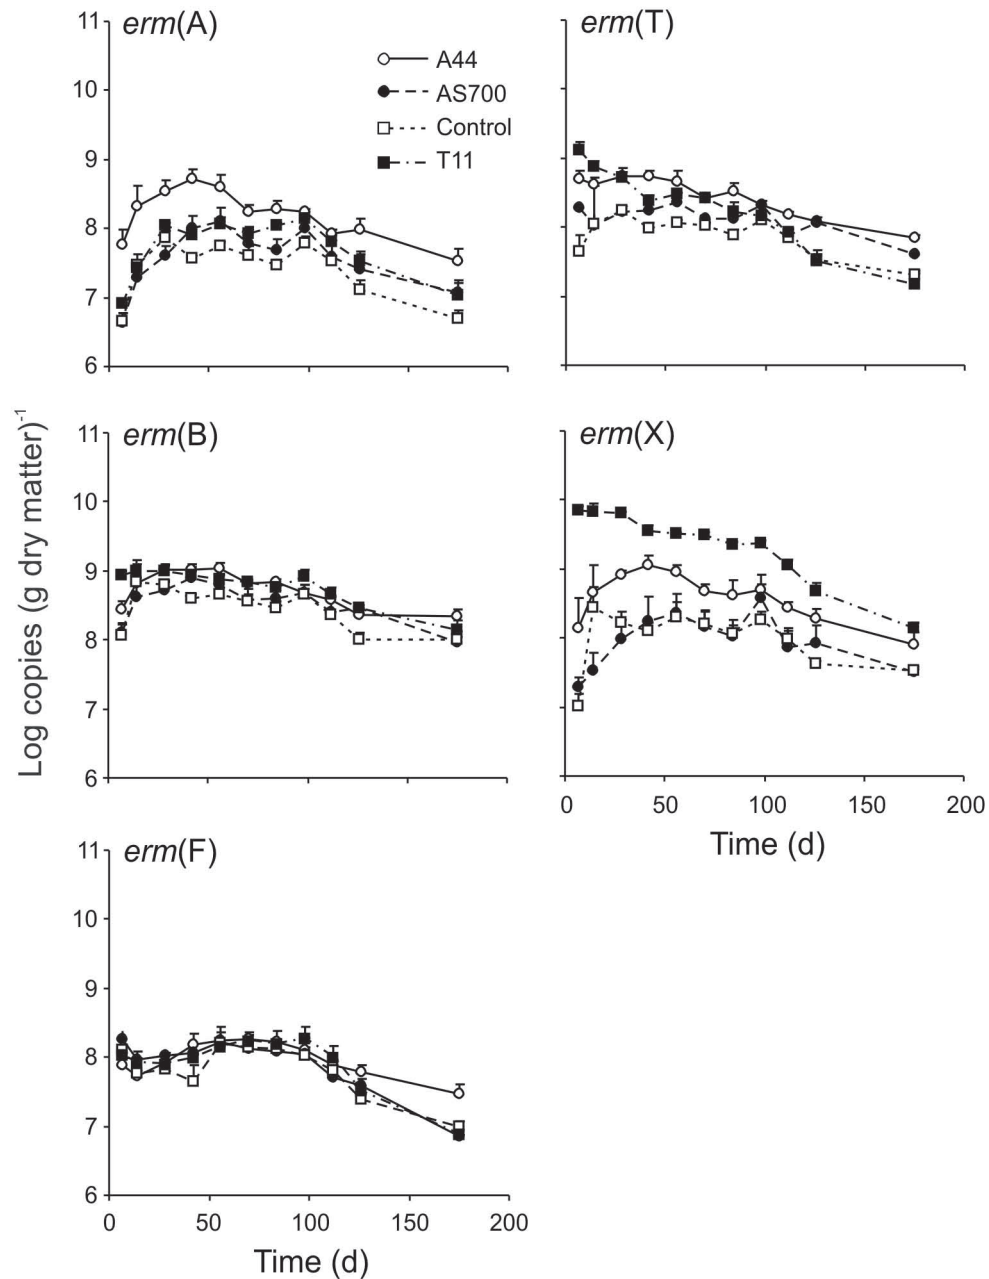 erm(A)
11
10
9
8
7
6
A44
AS700
Control
T11
erm(T)
erm(B)
11
10
9
8
7
6
Log copies (g dry matter)-1
erm(X)
0 50 100 150 200
Time (d)
erm(F)
11
10
9
8
7
6
0 50 100 150 200
Time (d)